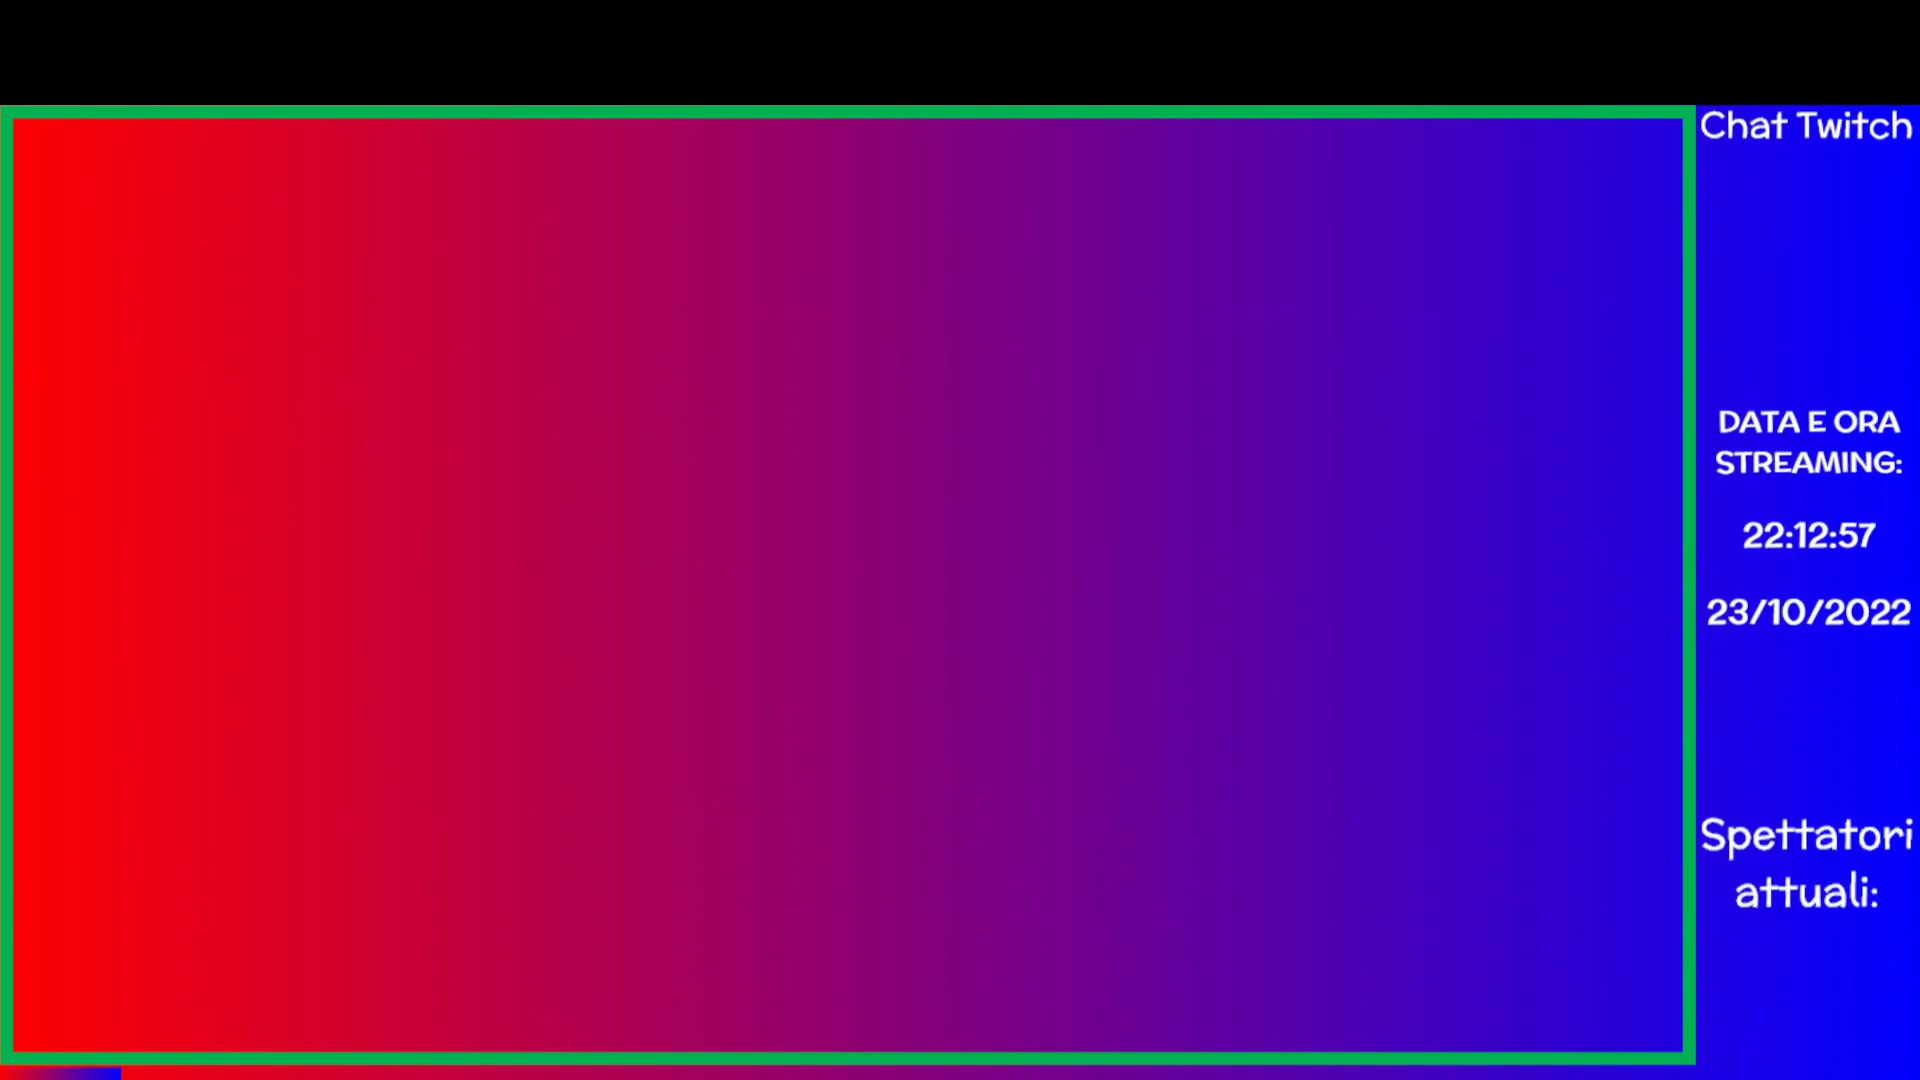 Chat Twitch
DATA E ORA
STREAMING:
22:12:57
23/10/2022
Spettatori
attuali: